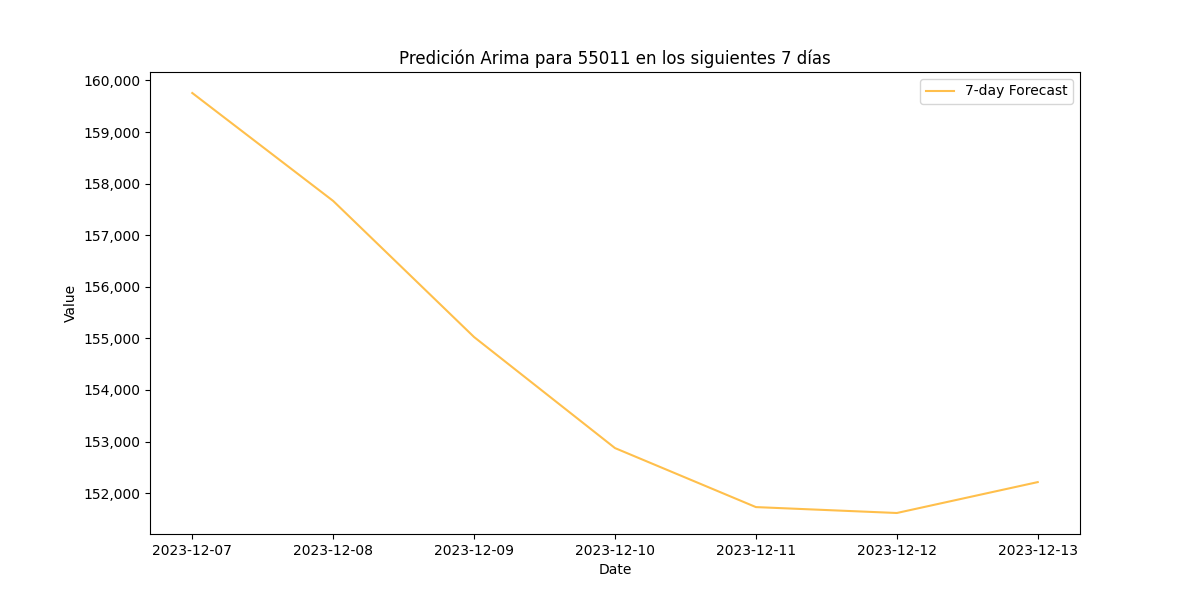 Predición Arima para 55011 en los siguientes 7 días
160,000
159,000
158,000
157,000
156,000
155,000
154,000
153,000
152,000
Value
7-day Forecast
2023-12-07 2023-12-08 2023-12-09 2023-12-10 2023-12-11 2023-12-12 2023-12-13
Date